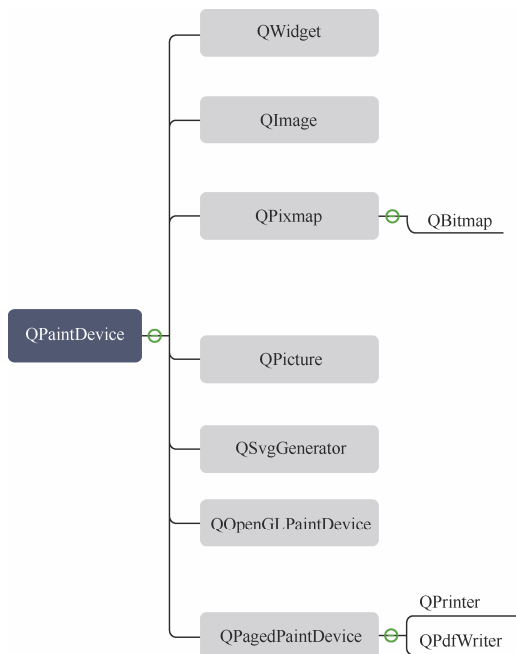 QWidget
QImage
QPixmap
QBitmap
QPaintDevice
QPicture
QSvgGenerator
QOpenGLPaintDevice
QPrinter
QPagedPaintDevice
QPdfWriter